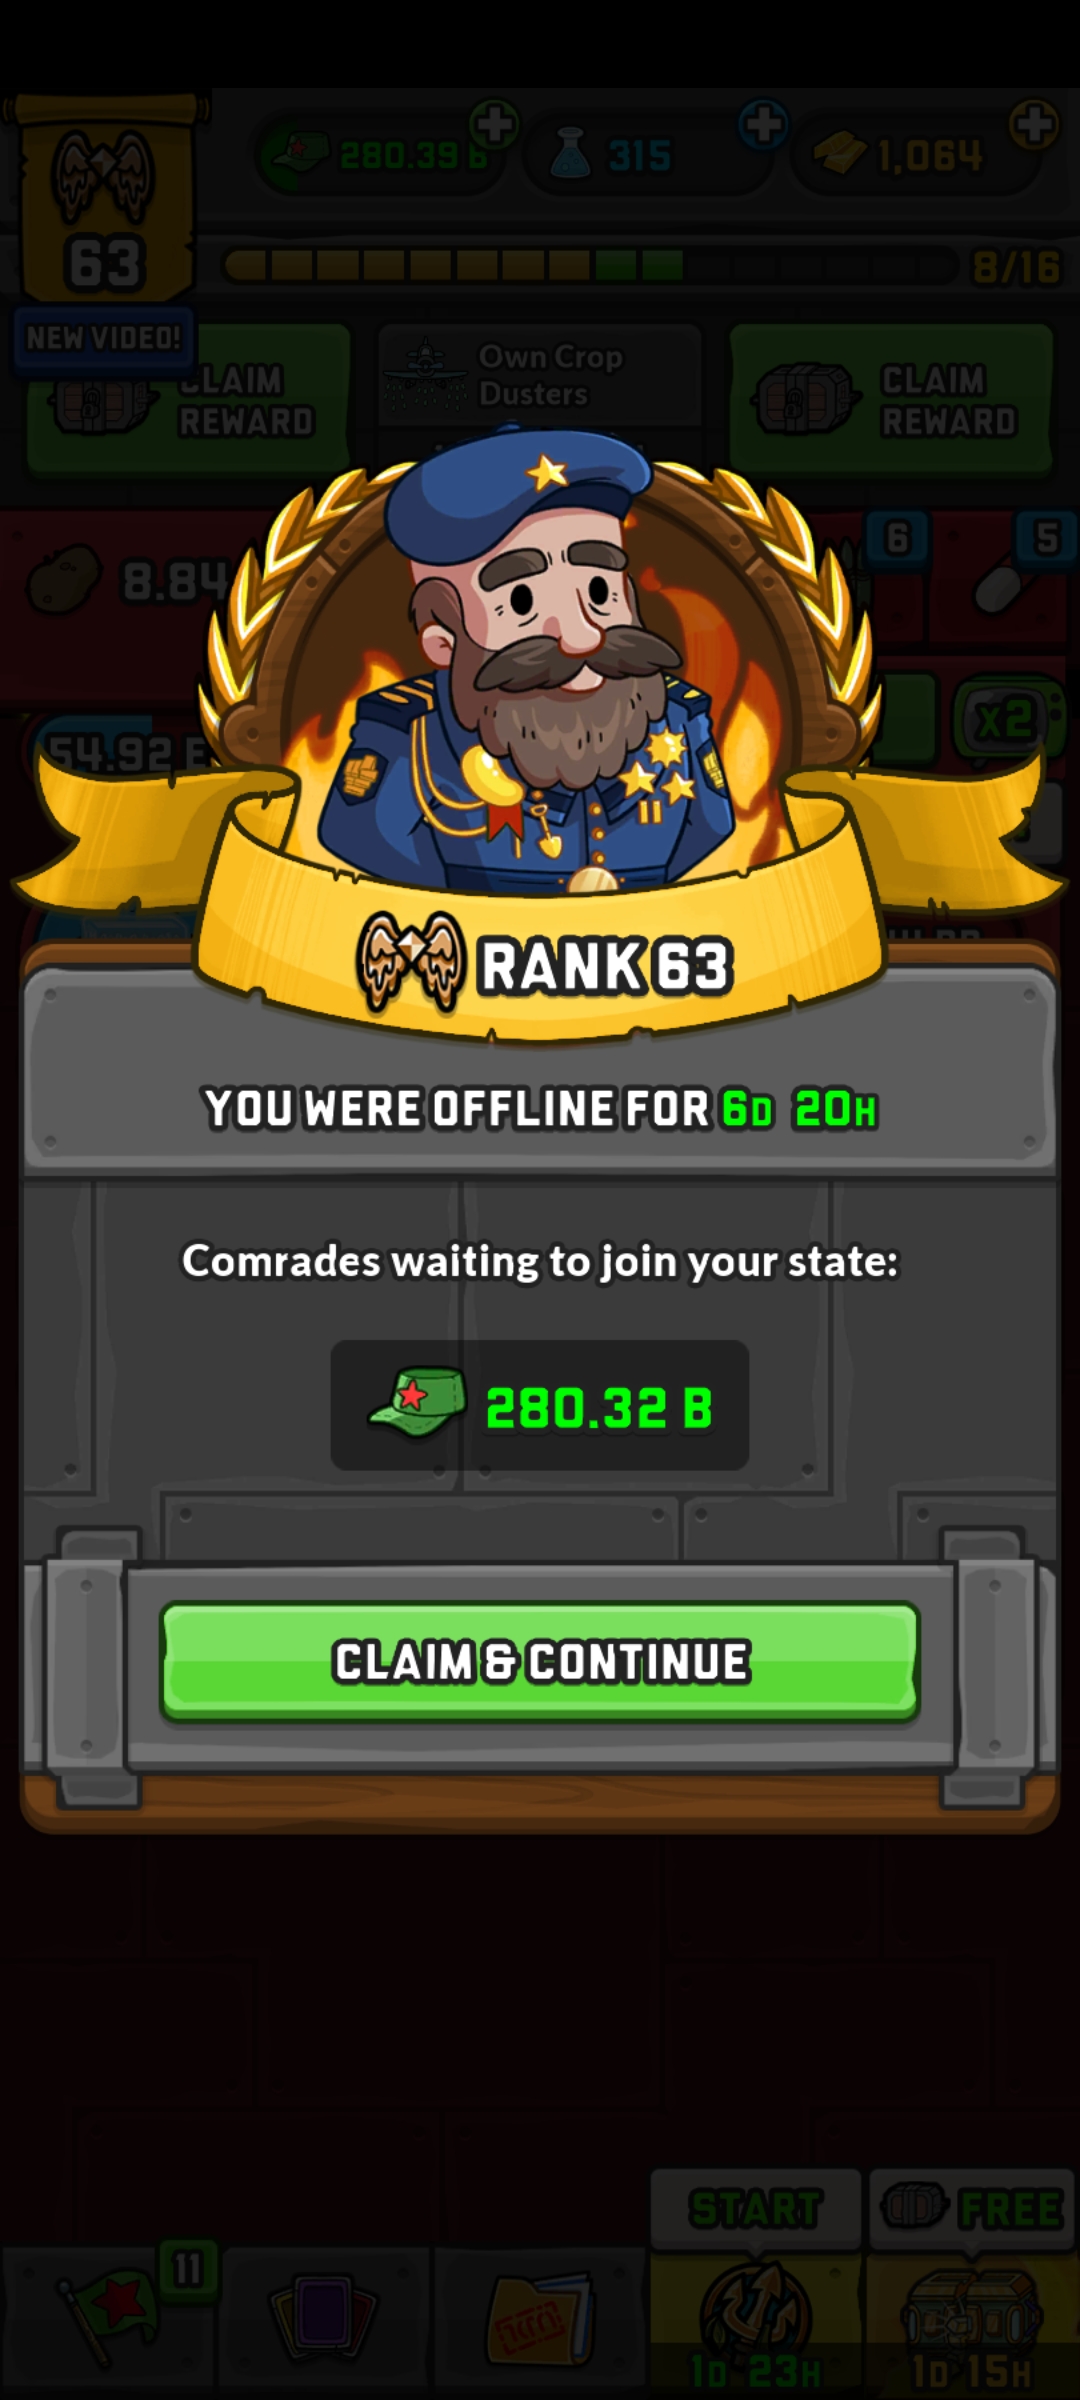 280.39 B
315
1,064
63
8/16
NEW VIDEO!
CLAIM
REWARD
Own Crop
Dusters
CLAIM
REWARD
8.84
6
5
54.92 E
x2
RANK 63
YOU WERE OFFLINE FOR 6D 20H
Comrades waiting to join your state:
280.32 B
CLAIM & CONTINUE
START
FREE
11
1D 23H
1D 15H